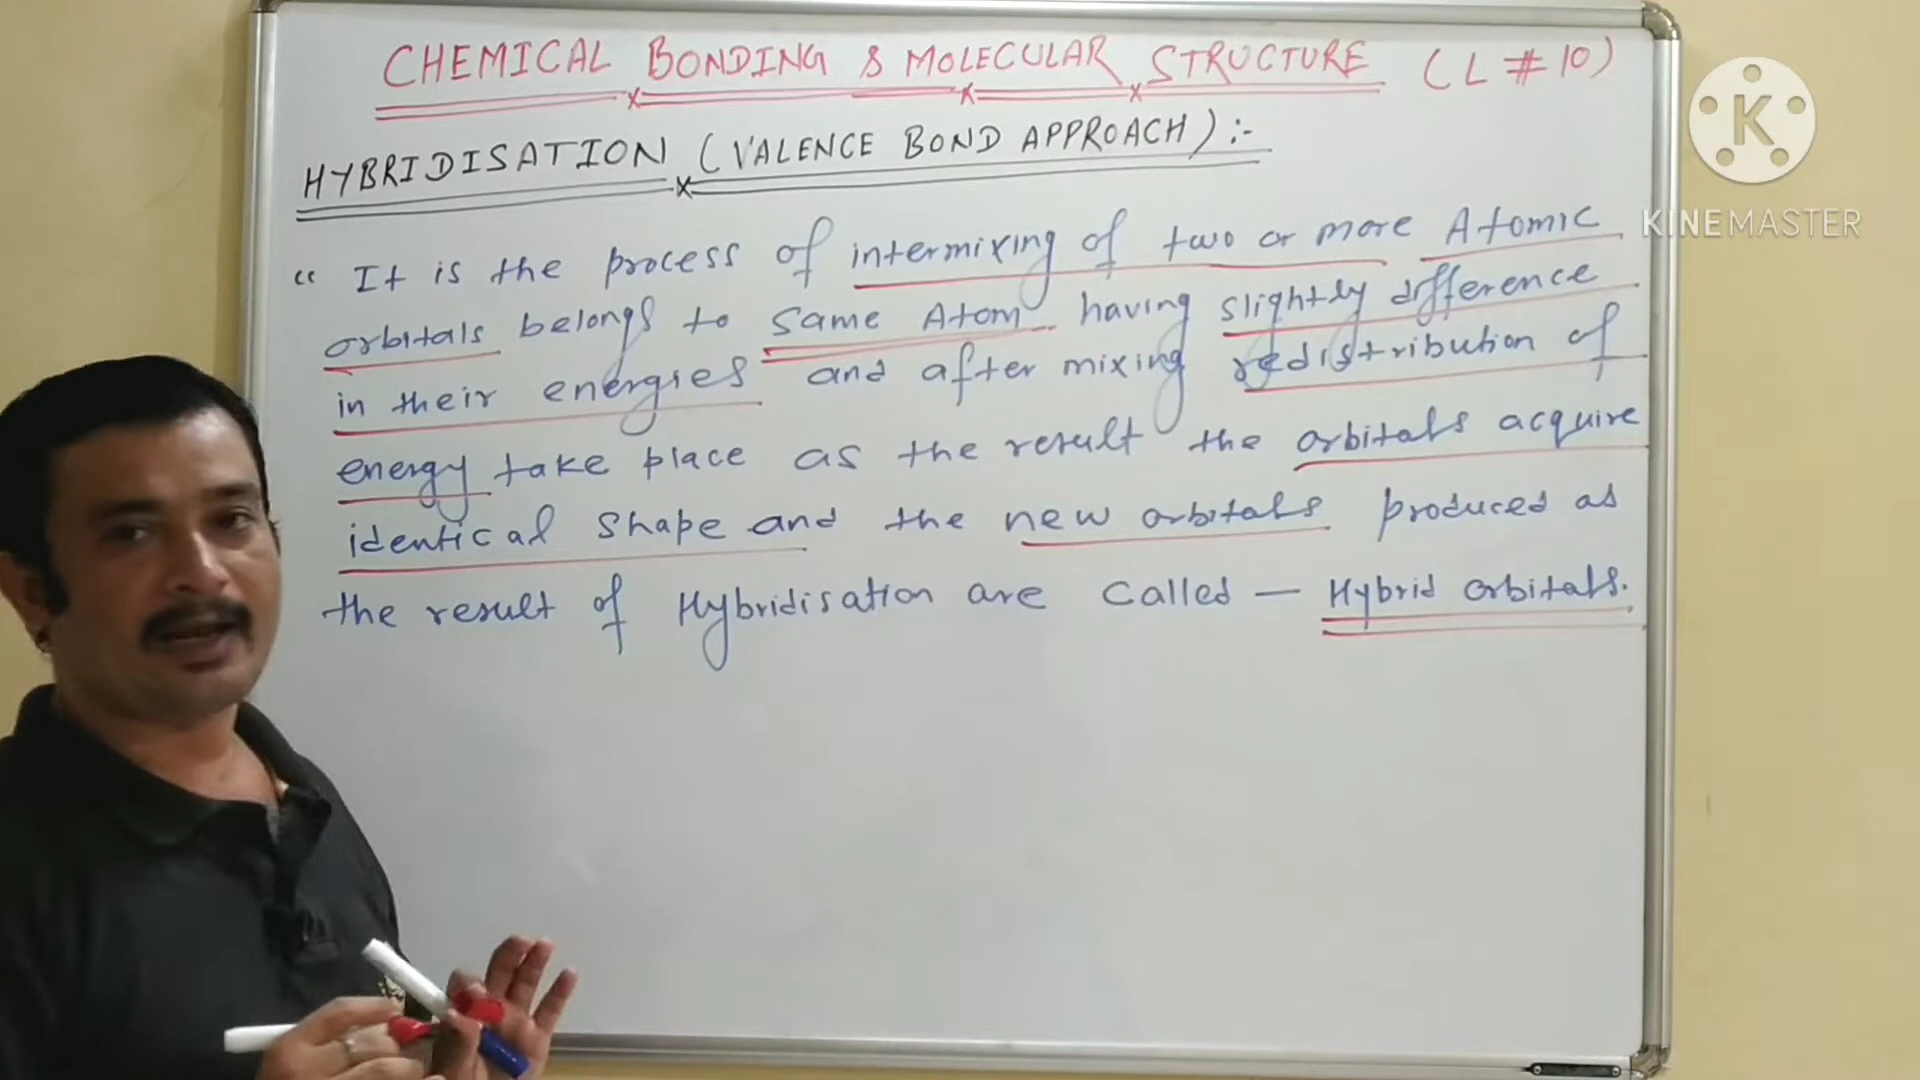 CHEMICAL BONDING & MOLECULAR STRUCTURE (L # 10)
HYBRIDISATION (VALENCE BOND APPROACH) :-
“ It is the process of intermixing of two or more Atomic
orbitals belongs to same Atom having slightly difference
in their energies and after mixing redistribution of
energy take place as the result the orbitals acquire
identical shape and the new orbitals produced as
the result of Hybridisation are called — Hybrid orbitals.
K
KINEMASTER